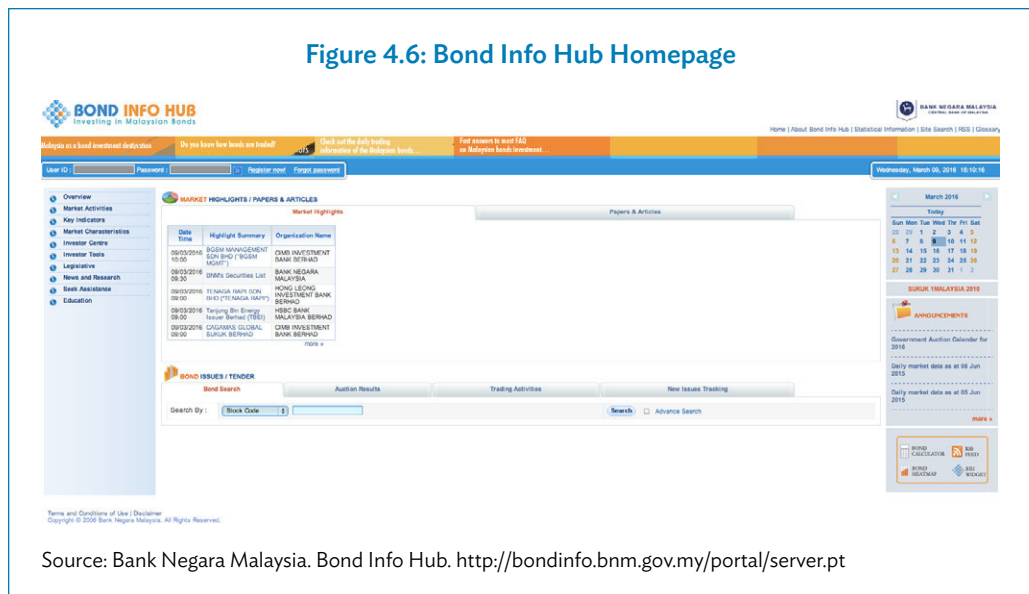 Figure 4.6: Bond Info Hub Homepage
BOND INFO HUB
Investing in Malaysian Bonds
BANK NEGARA MALAYSIA
CENTRAL BANK OF MALAYSIA
Home | About Bond Info Hub | Statistical Information | Site Search | RSS | Glossary
Malaysia as a bond investment destination
Do you know how bonds are traded?
Check out the daily trading
information of the Malaysian bonds...
Fast answers to most FAQ
on Malaysian bonds investment...
User ID : Password : Register now! Forgot password
Wednesday, March 09, 2016 16:10:16
Overview
Market Activities
Key Indicators
Market Characteristics
Investor Centre
Investor Tools
Legislative
News and Research
Seek Assistance
Education
MARKET HIGHLIGHTS / PAPERS & ARTICLES
Market Highlights Papers & Articles
Date Time Highlight Summary Organization Name
09/03/2016 10:00 BGSM MANAGEMENT SDN BHD ("BGSM MGMT") CIMB INVESTMENT BANK BERHAD
09/03/2016 09:30 BNM's Securities List BANK NEGARA MALAYSIA
09/03/2016 09:00 TENAGA RAPI SDN BHD ("TENAGA RAPI") HONG LEONG INVESTMENT BANK BERHAD
09/03/2016 09:00 Tanjung Bin Energy Issuer Berhad (TBEI) HSBC BANK MALAYSIA BERHAD
09/03/2016 09:00 CAGAMAS GLOBAL SUKUK BERHAD CIMB INVESTMENT BANK BERHAD
more »
BOND ISSUES / TENDER
Bond Search Auction Results Trading Activities New Issues Tracking
Search By : Stock Code Search Advance Search
March 2016
Today
Sun Mon Tue Wed Thr Fri Sat
28 29 1 2 3 4 5
6 7 8 9 10 11 12
13 14 15 16 17 18 19
20 21 22 23 24 25 26
27 28 29 30 31 1 2
SUKUK 1MALAYSIA 2010
ANNOUNCEMENTS
Government Auction Calendar for
2016
Daily market data as at 08 Jun
2015
Daily market data as at 05 Jun
2015
more »
BOND CALCULATOR
RSS FEED
BOND HEATMAP
BIH WIDGET
Terms and Conditions of Use | Disclaimer
Copyright © 2006 Bank Negara Malaysia. All Rights Reserved.
Source: Bank Negara Malaysia. Bond Info Hub. http://bondinfo.bnm.gov.my/portal/server.pt